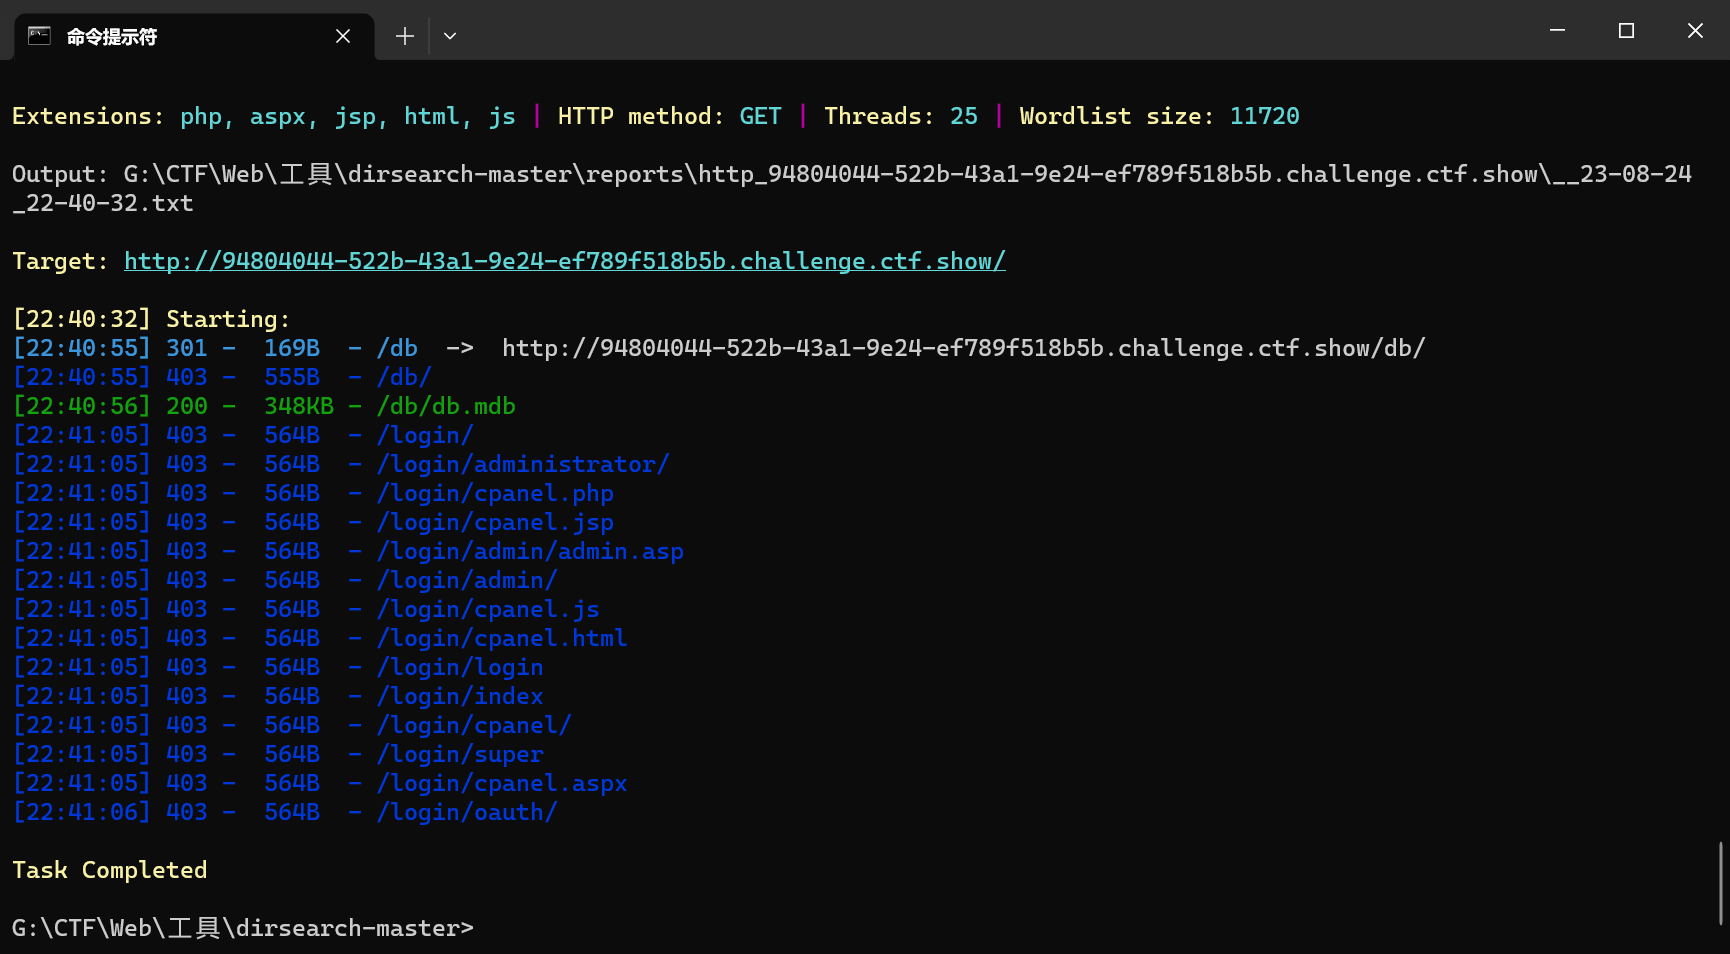 命令提示符
Extensions: php, aspx, jsp, html, js | HTTP method: GET | Threads: 25 | Wordlist size: 11720
Output: G:\CTF\Web\工具\dirsearch-master\reports\http_94804044-522b-43a1-9e24-ef789f518b5b.challenge.ctf.show\__23-08-24
_22-40-32.txt
Target: http://94804044-522b-43a1-9e24-ef789f518b5b.challenge.ctf.show/
[22:40:32] Starting:
[22:40:55] 301 -  169B  - /db  ->  http://94804044-522b-43a1-9e24-ef789f518b5b.challenge.ctf.show/db/
[22:40:55] 403 -  555B  - /db/
[22:40:56] 200 -  348KB - /db/db.mdb
[22:41:05] 403 -  564B  - /login/
[22:41:05] 403 -  564B  - /login/administrator/
[22:41:05] 403 -  564B  - /login/cpanel.php
[22:41:05] 403 -  564B  - /login/cpanel.jsp
[22:41:05] 403 -  564B  - /login/admin/admin.asp
[22:41:05] 403 -  564B  - /login/admin/
[22:41:05] 403 -  564B  - /login/cpanel.js
[22:41:05] 403 -  564B  - /login/cpanel.html
[22:41:05] 403 -  564B  - /login/login
[22:41:05] 403 -  564B  - /login/index
[22:41:05] 403 -  564B  - /login/cpanel/
[22:41:05] 403 -  564B  - /login/super
[22:41:05] 403 -  564B  - /login/cpanel.aspx
[22:41:06] 403 -  564B  - /login/oauth/
Task Completed
G:\CTF\Web\工具\dirsearch-master>